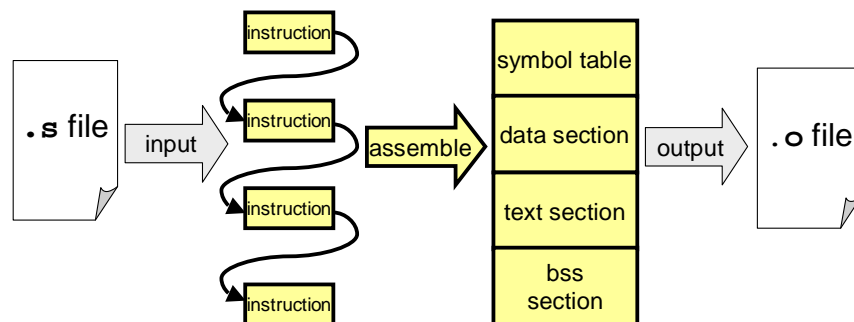 .s file
input
instruction
instruction
instruction
instruction
assemble
symbol table
data section
text section
bss
section
output
.o file